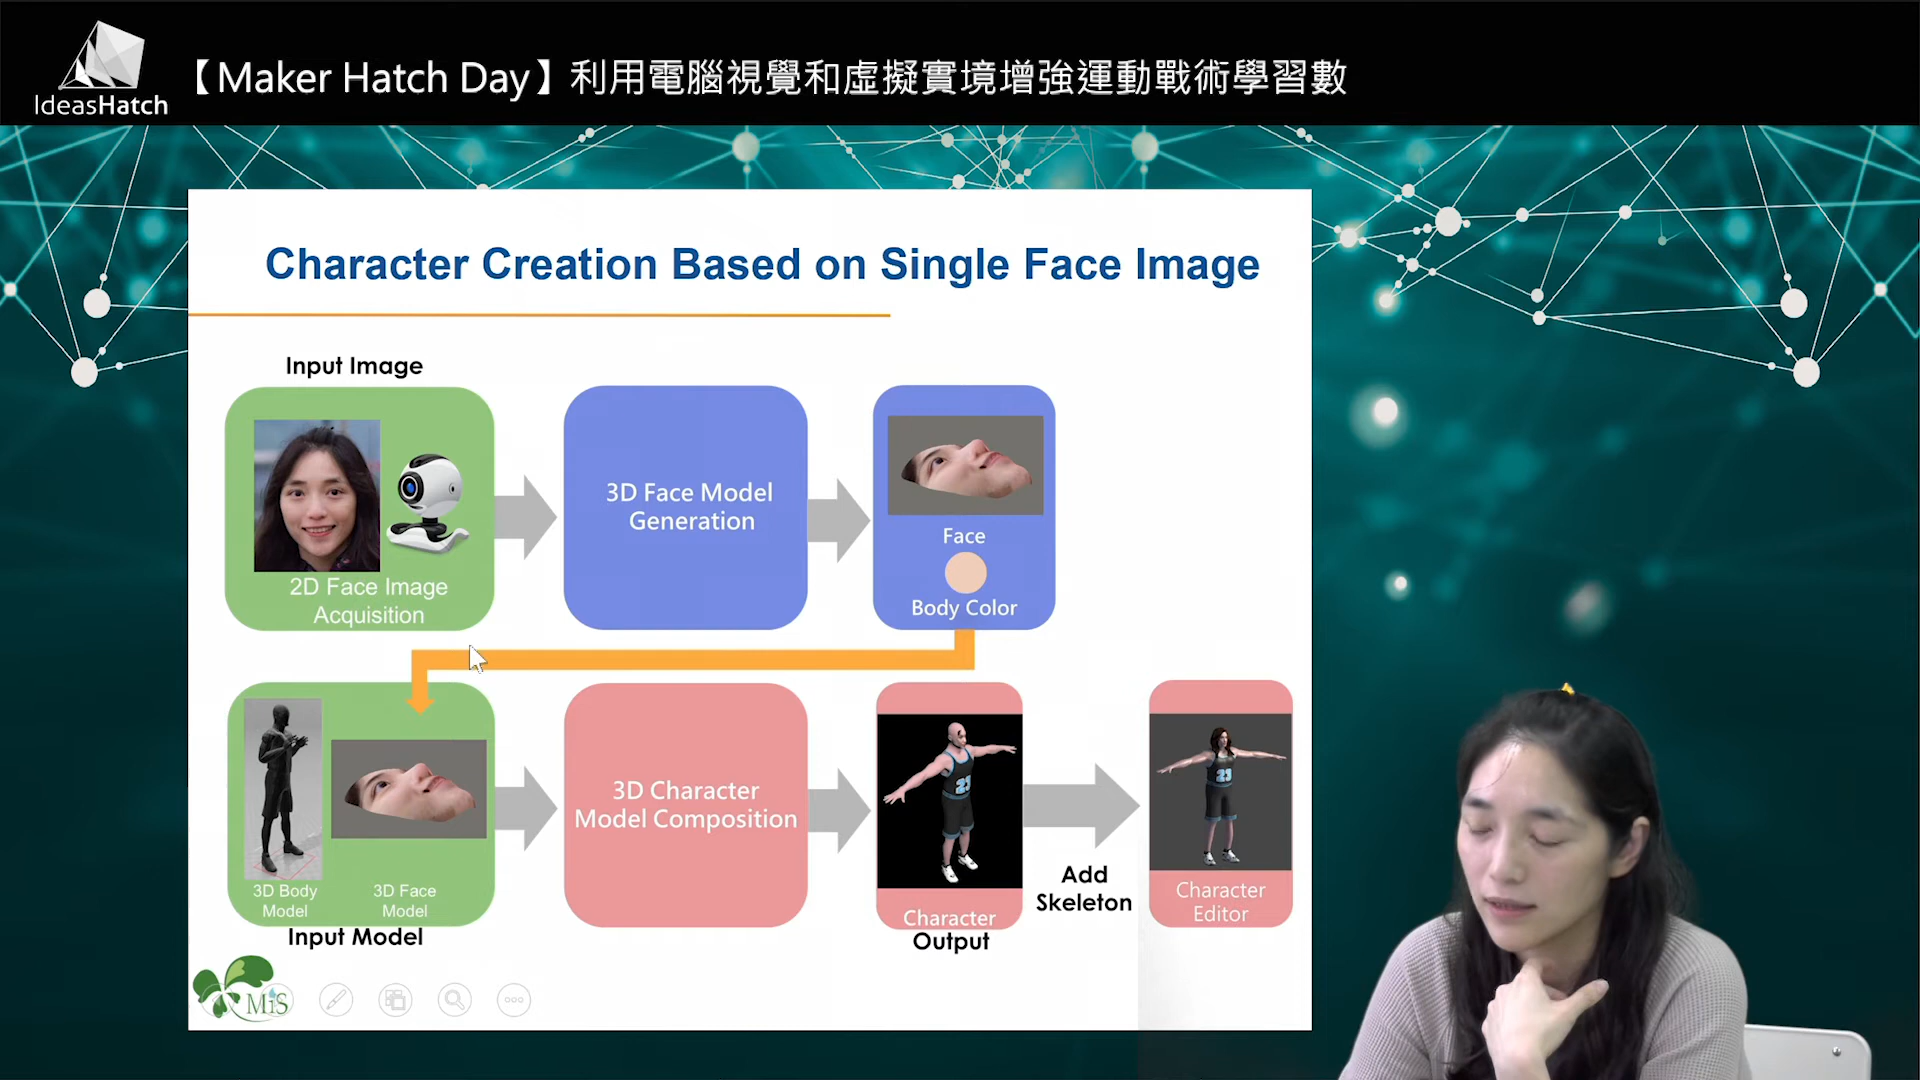 IdeasHatch
【Maker Hatch Day】利用電腦視覺和虛擬實境增強運動戰術學習數
Character Creation Based on Single Face Image
Input Image
2D Face Image
Acquisition
3D Face Model
Generation
Face
Body Color
3D Body
Model
3D Face
Model
Input Model
3D Character
Model Composition
23
Character
Output
Add
Skeleton
23
Character
Editor
MiS